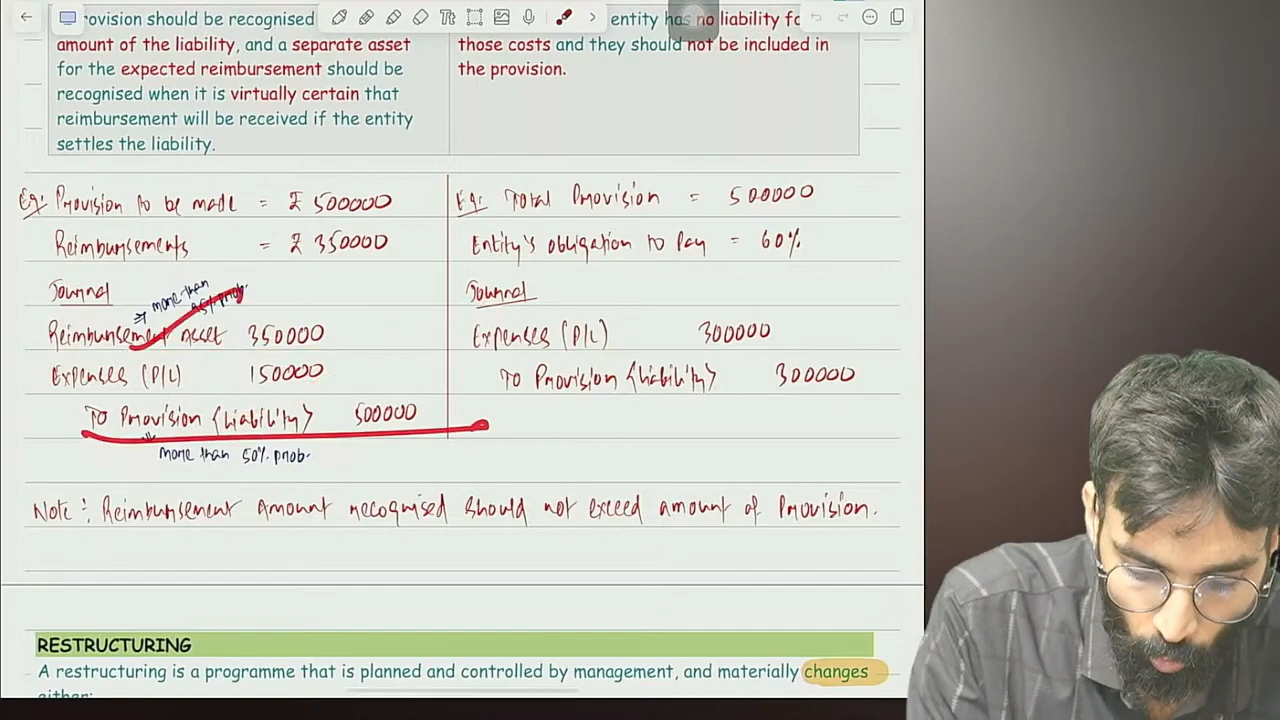 rovision should be recognised
amount of the liability, and a separate asset
for the expected reimbursement should be
recognised when it is virtually certain that
reimbursement will be received if the entity
settles the liability.
entity has no liability fo
those costs and they should not be included in
the provision.
Eg: Provision to be made = ₹ 500000
Reimbursements = ₹ 350000
Journal
⇒ more than
95% prob.
Reimbursement Asset 350000
Expenses (P/L) 150000
To Provision {Liability} 500000
more than 50% prob.
Eg: Total Provision = 500000
Entity's obligation to Pay = 60%
Journal
Expenses (P/L) 300000
To Provision {Liability} 300000
Note: Reimbursement Amount recognised should not exceed amount of Provision.
RESTRUCTURING
A restructuring is a programme that is planned and controlled by management, and materially changes
either: